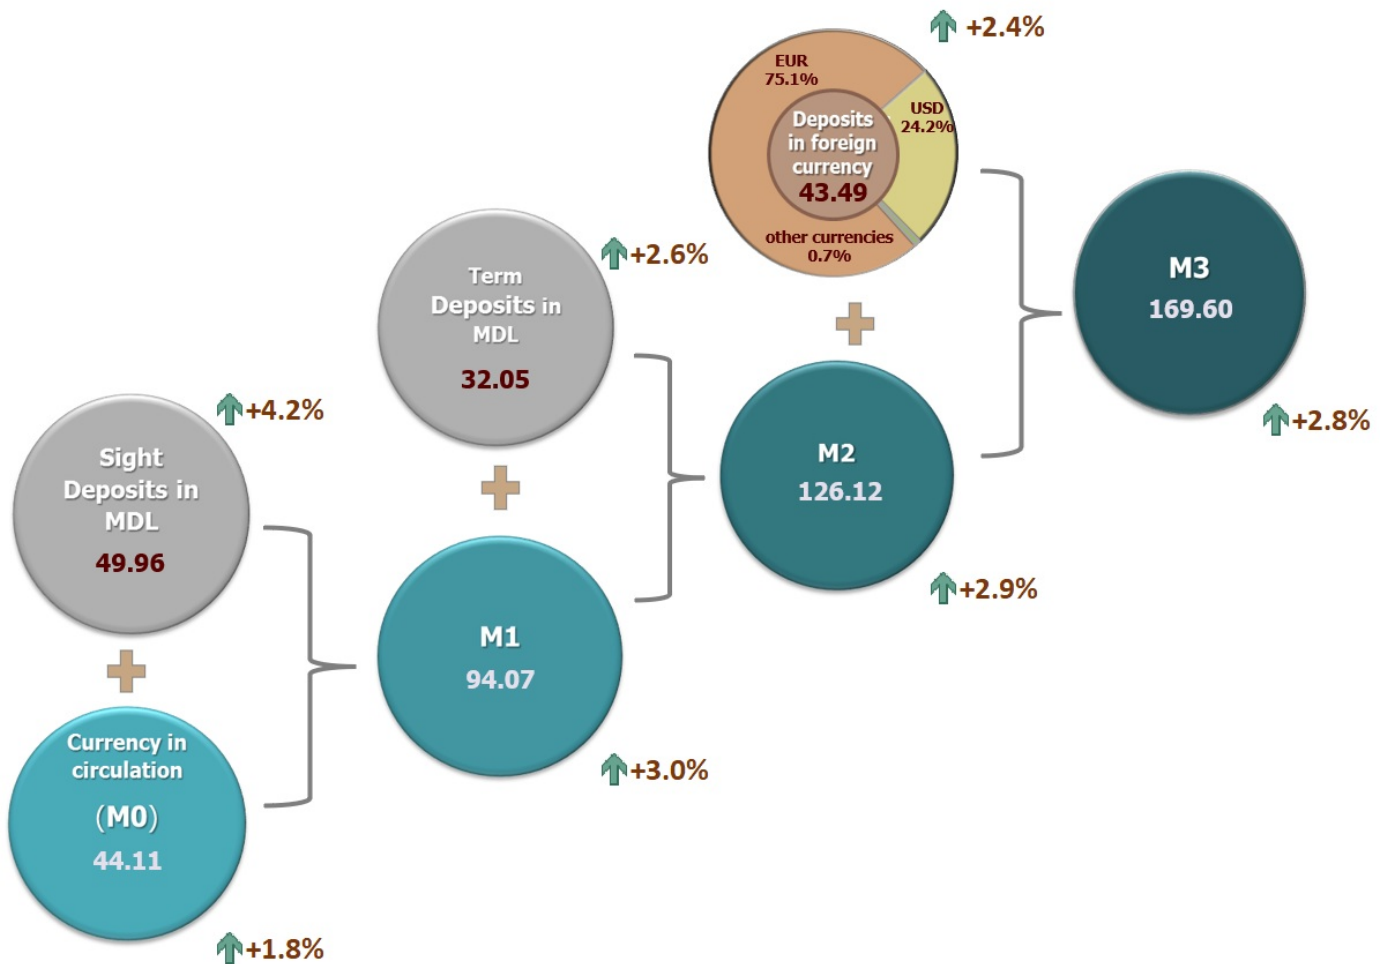 +2.4%
EUR
75.1%
USD
24.2%
Deposits
in foreign
currency
43.49
other currencies
0.7%
+2.6%
Term
Deposits in
MDL
32.05
M3
169.60
+2.8%
+4.2%
Sight
Deposits in
MDL
49.96
M2
126.12
+2.9%
M1
94.07
+3.0%
Currency in
circulation
(M0)
44.11
+1.8%